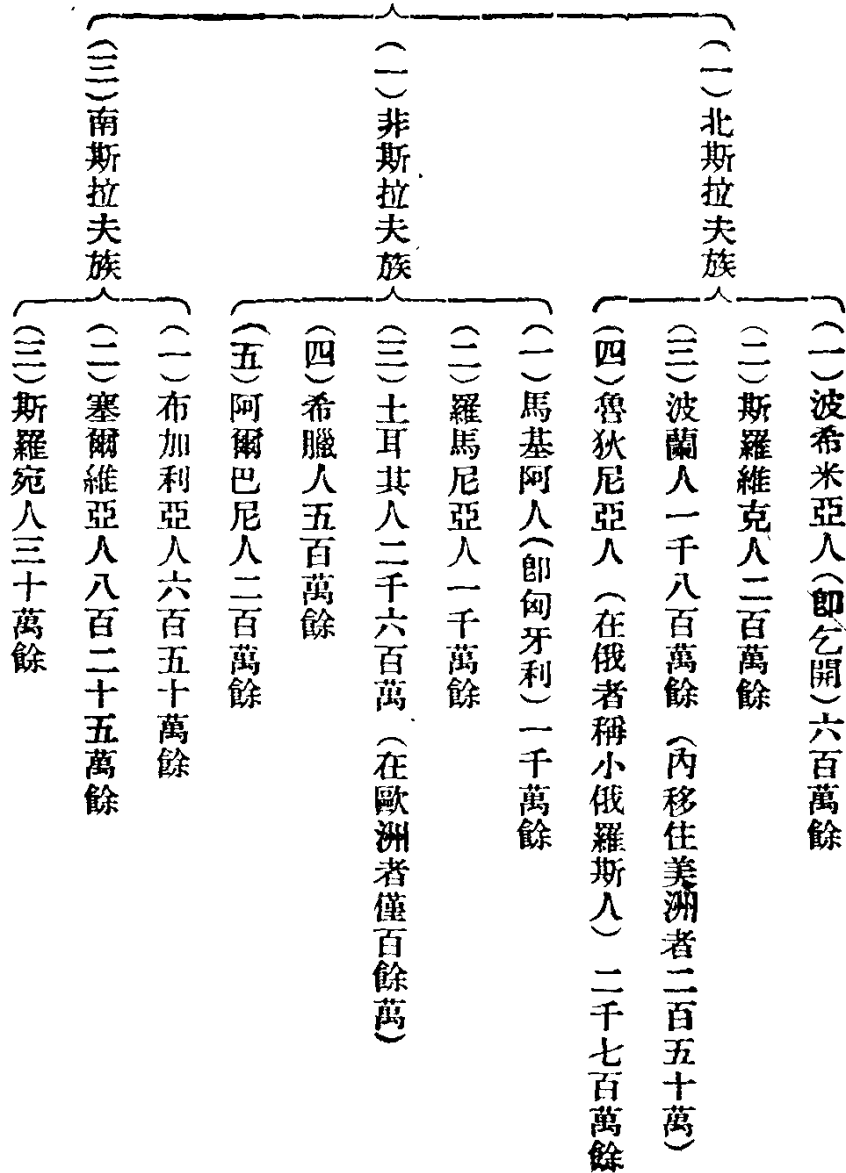 （一）北斯拉夫族
（一）波希米亞人（卽乞開）六百萬餘
（二）斯羅維克人二百萬餘
（三）波蘭人一千八百萬餘（內移住美洲者二百五十萬）
（四）魯狄尼亞人（在俄者稱小俄羅斯人）二千七百萬餘
（一）非斯拉夫族
（一）馬基阿人（卽匈牙利）一千萬餘
（二）羅馬尼亞人一千萬餘
（三）土耳其人二千六百萬（在歐洲者僅百餘萬）
（四）希臘人五百萬餘
（五）阿爾巴尼人二百萬餘
（三）南斯拉夫族
（一）布加利亞人六百五十萬餘
（二）塞爾維亞人八百二十五萬餘
（三）斯羅宛人三十萬餘